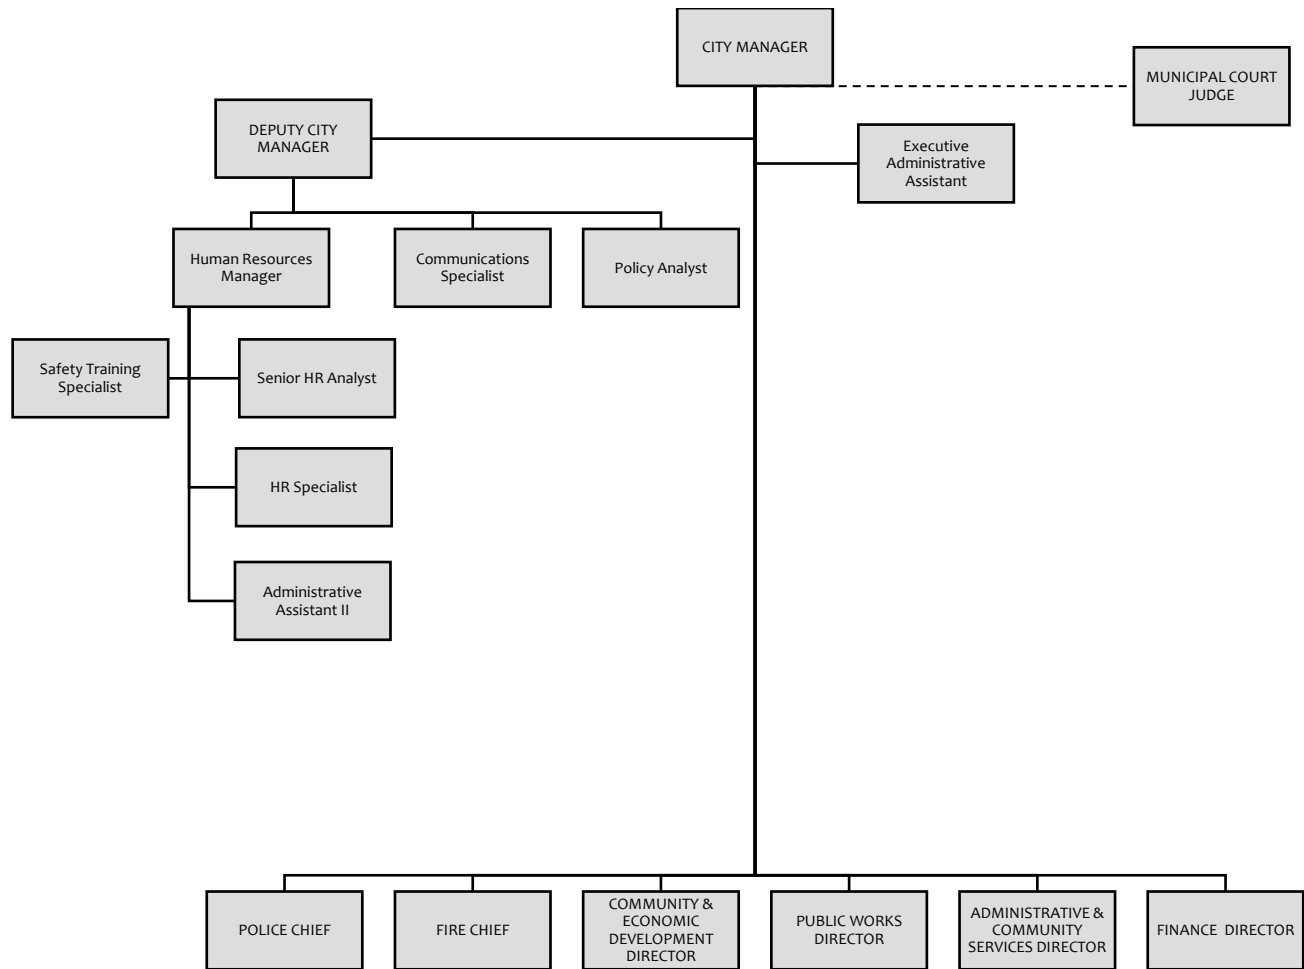 CITY MANAGER
MUNICIPAL COURT
JUDGE
DEPUTY CITY
MANAGER
Executive
Administrative
Assistant
Human Resources
Manager
Communications
Specialist
Policy Analyst
Safety Training
Specialist
Senior HR Analyst
HR Specialist
Administrative
Assistant II
POLICE CHIEF
FIRE CHIEF
COMMUNITY &
ECONOMIC
DEVELOPMENT
DIRECTOR
PUBLIC WORKS
DIRECTOR
ADMINISTRATIVE &
COMMUNITY
SERVICES DIRECTOR
FINANCE DIRECTOR